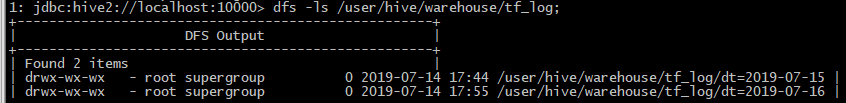 1: jdbc:hive2://localhost:10000> dfs -ls /user/hive/warehouse/tf_log;
+----------------------------------------------------+
|                     DFS Output                     |
+----------------------------------------------------+
| Found 2 items                                      |
| drwx-wx-wx   - root supergroup          0 2019-07-14 17:44 /user/hive/warehouse/tf_log/dt=2019-07-15 |
| drwx-wx-wx   - root supergroup          0 2019-07-14 17:55 /user/hive/warehouse/tf_log/dt=2019-07-16 |